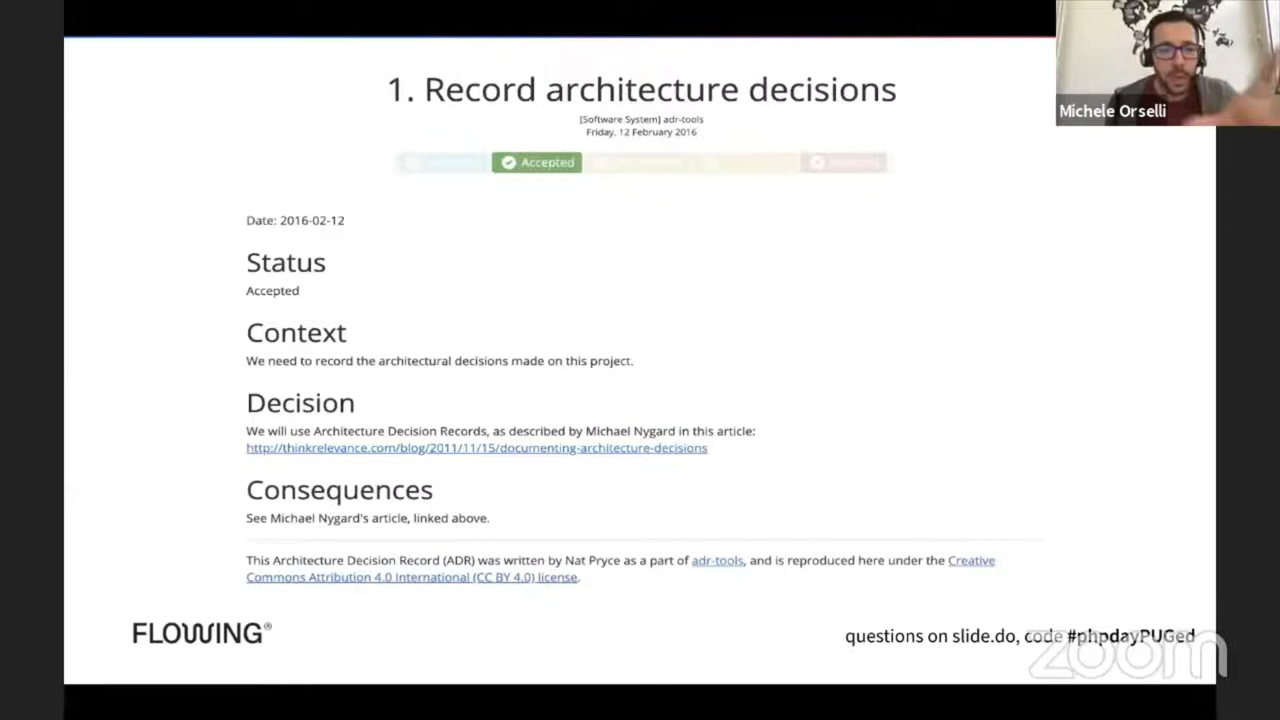 1. Record architecture decisions
[Software System] adr-tools
Friday, 12 February 2016
Accepted
Michele Orselli
Date: 2016-02-12
Status
Accepted
Context
We need to record the architectural decisions made on this project.
Decision
We will use Architecture Decision Records, as described by Michael Nygard in this article:
http://thinkrelevance.com/blog/2011/11/15/documenting-architecture-decisions
Consequences
See Michael Nygard's article, linked above.
This Architecture Decision Record (ADR) was written by Nat Pryce as a part of adr-tools, and is reproduced here under the Creative
Commons Attribution 4.0 International (CC BY 4.0) license.
FLOWING®
questions on slide.do, code #phpdayPUGed
zoom